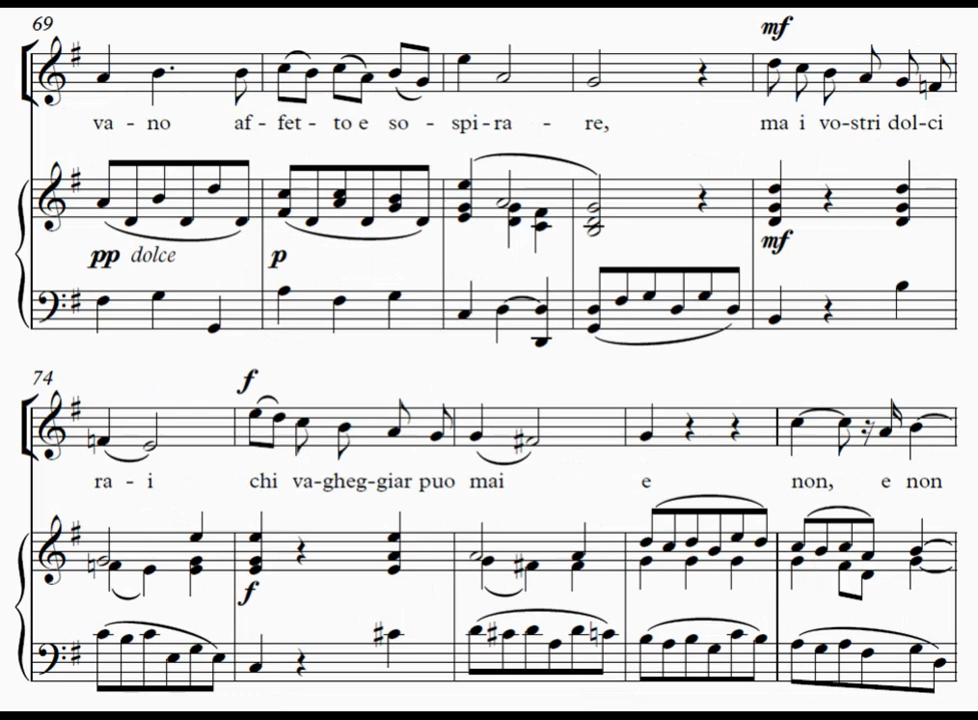 69
mf
va - no af - fet - to e so - spi - ra - re, ma i vo - stri dol - ci
pp dolce p mf
74
f
ra - i chi va - gheg - giar puo mai e non, e non
f